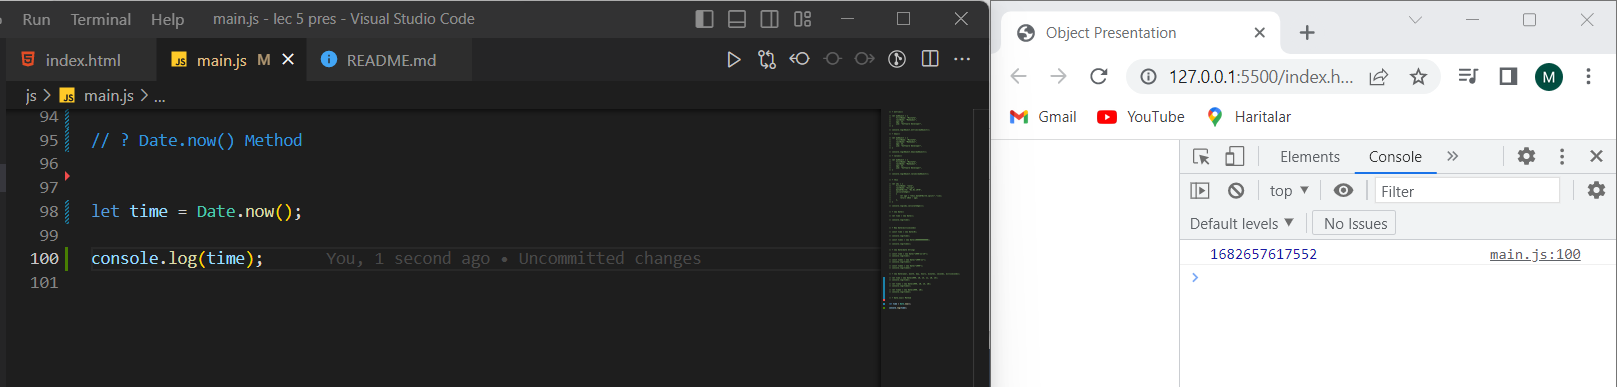 Run Terminal Help main.js - lec 5 pres - Visual Studio Code
index.html JS main.js M README.md
js > JS main.js > ...
94
95 // ? Date.now() Method
96
97
98 let time = Date.now();
99
100 console.log(time); You, 1 second ago • Uncommitted changes
101
Object Presentation
127.0.0.1:5500/index.h... M
Gmail YouTube Haritalar
Elements Console »
top ▼ Filter
Default levels ▼ No Issues
1682657617552 main.js:100
>